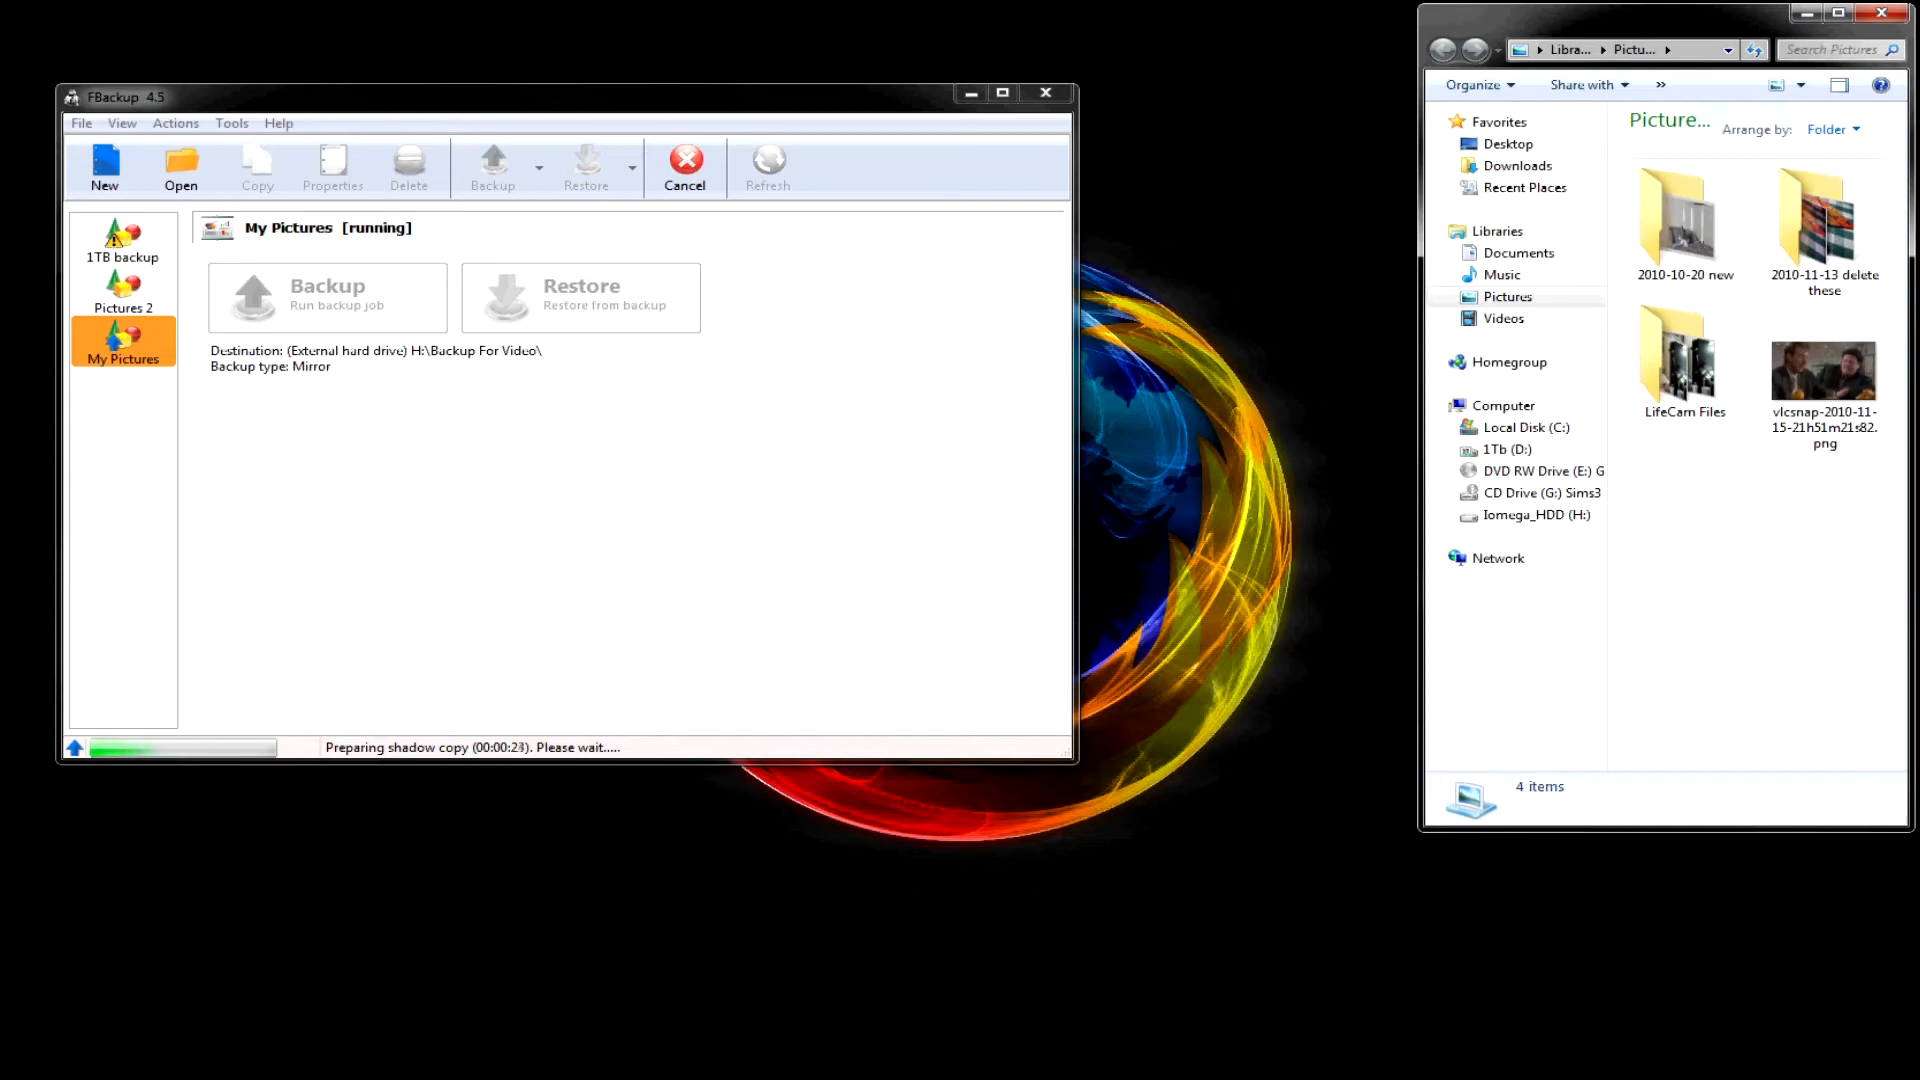 FBackup 4.5
File View Actions Tools Help
New Open Copy Properties Delete Backup Restore Cancel Refresh
1TB backup
Pictures 2
My Pictures
My Pictures [running]
Backup
Run backup job
Restore
Restore from backup
Destination: (External hard drive) H:\Backup For Video\
Backup type: Mirror
Preparing shadow copy (00:00:23). Please wait.....
Libra... Pictu... Search Pictures
Organize Share with »
Favorites
Desktop
Downloads
Recent Places
Libraries
Documents
Music
Pictures
Videos
Homegroup
Computer
Local Disk (C:)
1Tb (D:)
DVD RW Drive (E:) G
CD Drive (G:) Sims3
Iomega_HDD (H:)
Network
Picture... Arrange by: Folder
2010-10-20 new
2010-11-13 delete
these
LifeCam Files
vlcsnap-2010-11-
15-21h51m21s82.
png
4 items